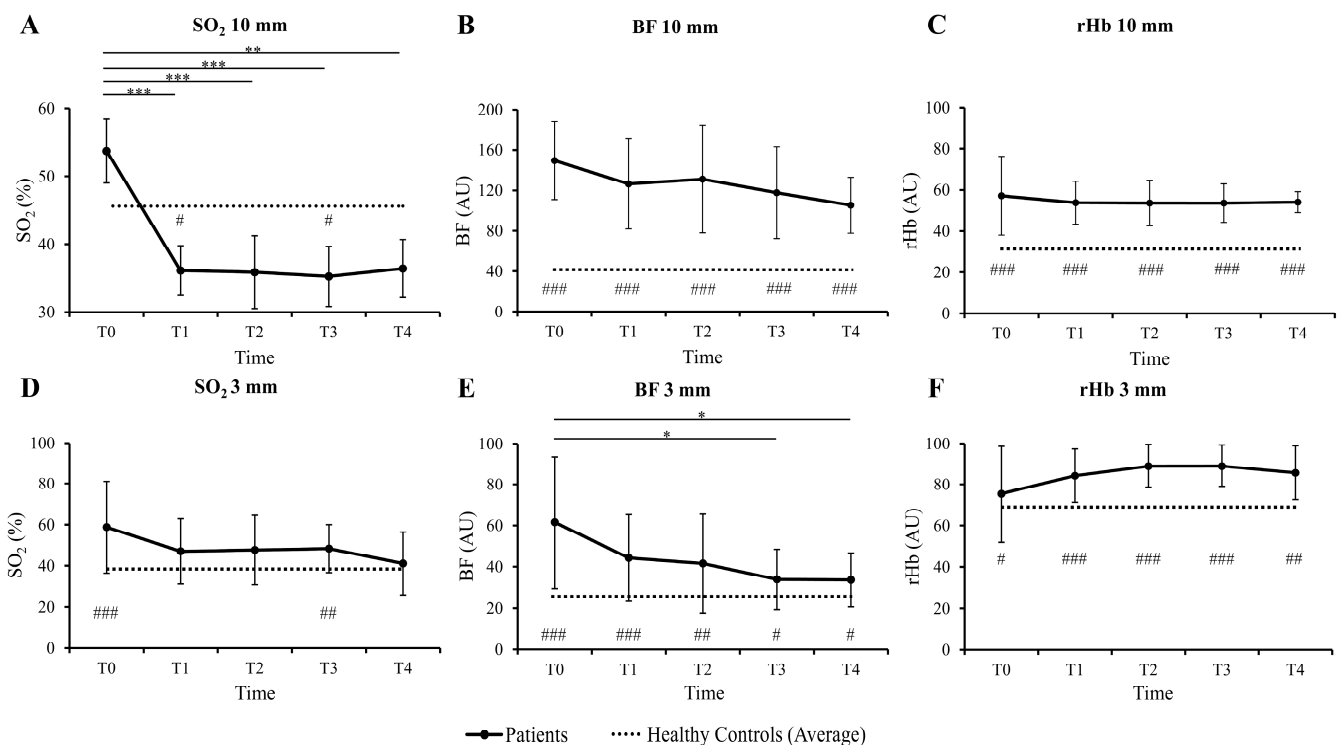 A SO₂ 10 mm
**
***
***
***
60
50
40
30
SO₂ (%)
# #
T0 T1 T2 T3 T4
Time
B BF 10 mm
200
160
120
80
40
0
BF (AU)
### ### ### ### ###
T0 T1 T2 T3 T4
Time
C rHb 10 mm
100
80
60
40
20
0
rHb (AU)
### ### ### ### ###
T0 T1 T2 T3 T4
Time
D SO₂ 3 mm
100
80
60
40
20
0
SO₂ (%)
### ##
T0 T1 T2 T3 T4
Time
E BF 3 mm
*
*
100
80
60
40
20
0
BF (AU)
### ### ## # #
T0 T1 T2 T3 T4
Time
F rHb 3 mm
100
80
60
40
20
0
rHb (AU)
# ### ### ### ##
T0 T1 T2 T3 T4
Time
Patients Healthy Controls (Average)